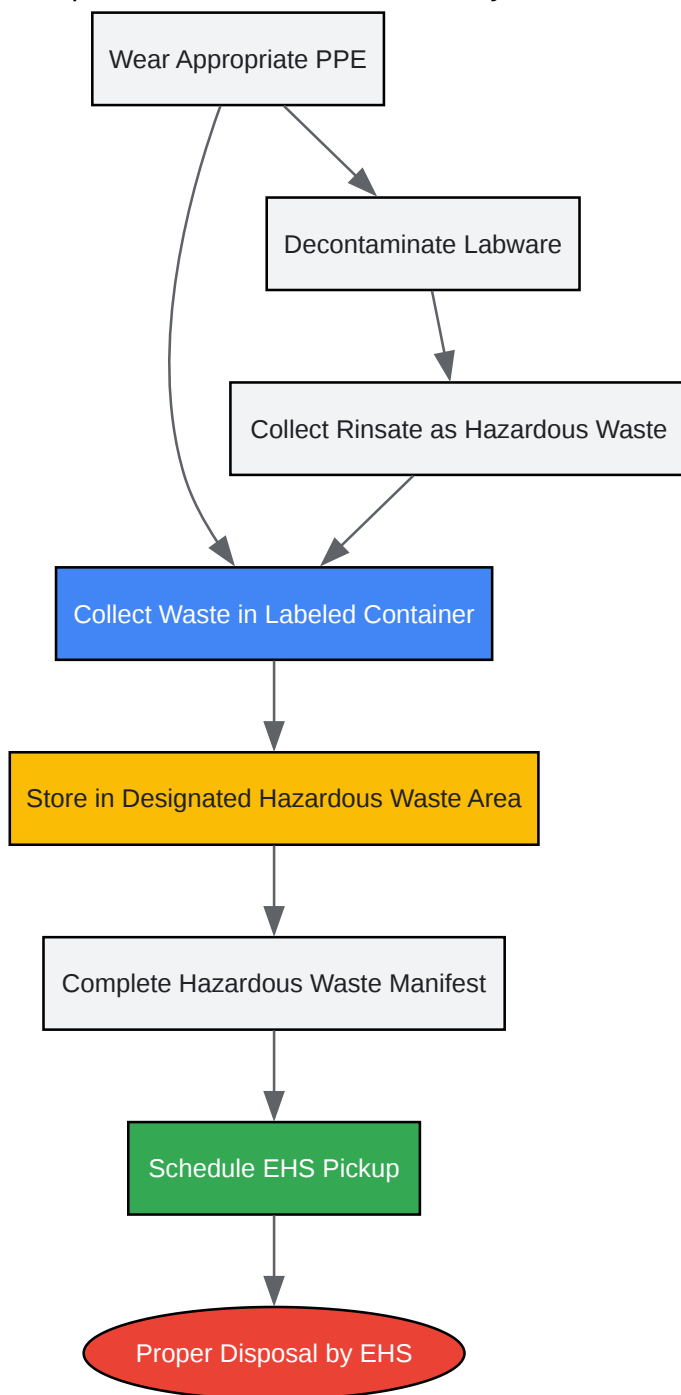 Wear Appropriate PPE
Decontaminate Labware
Collect Rinsate as Hazardous Waste
Collect Waste in Labeled Container
Store in Designated Hazardous Waste Area
Complete Hazardous Waste Manifest
Schedule EHS Pickup
Proper Disposal by EHS